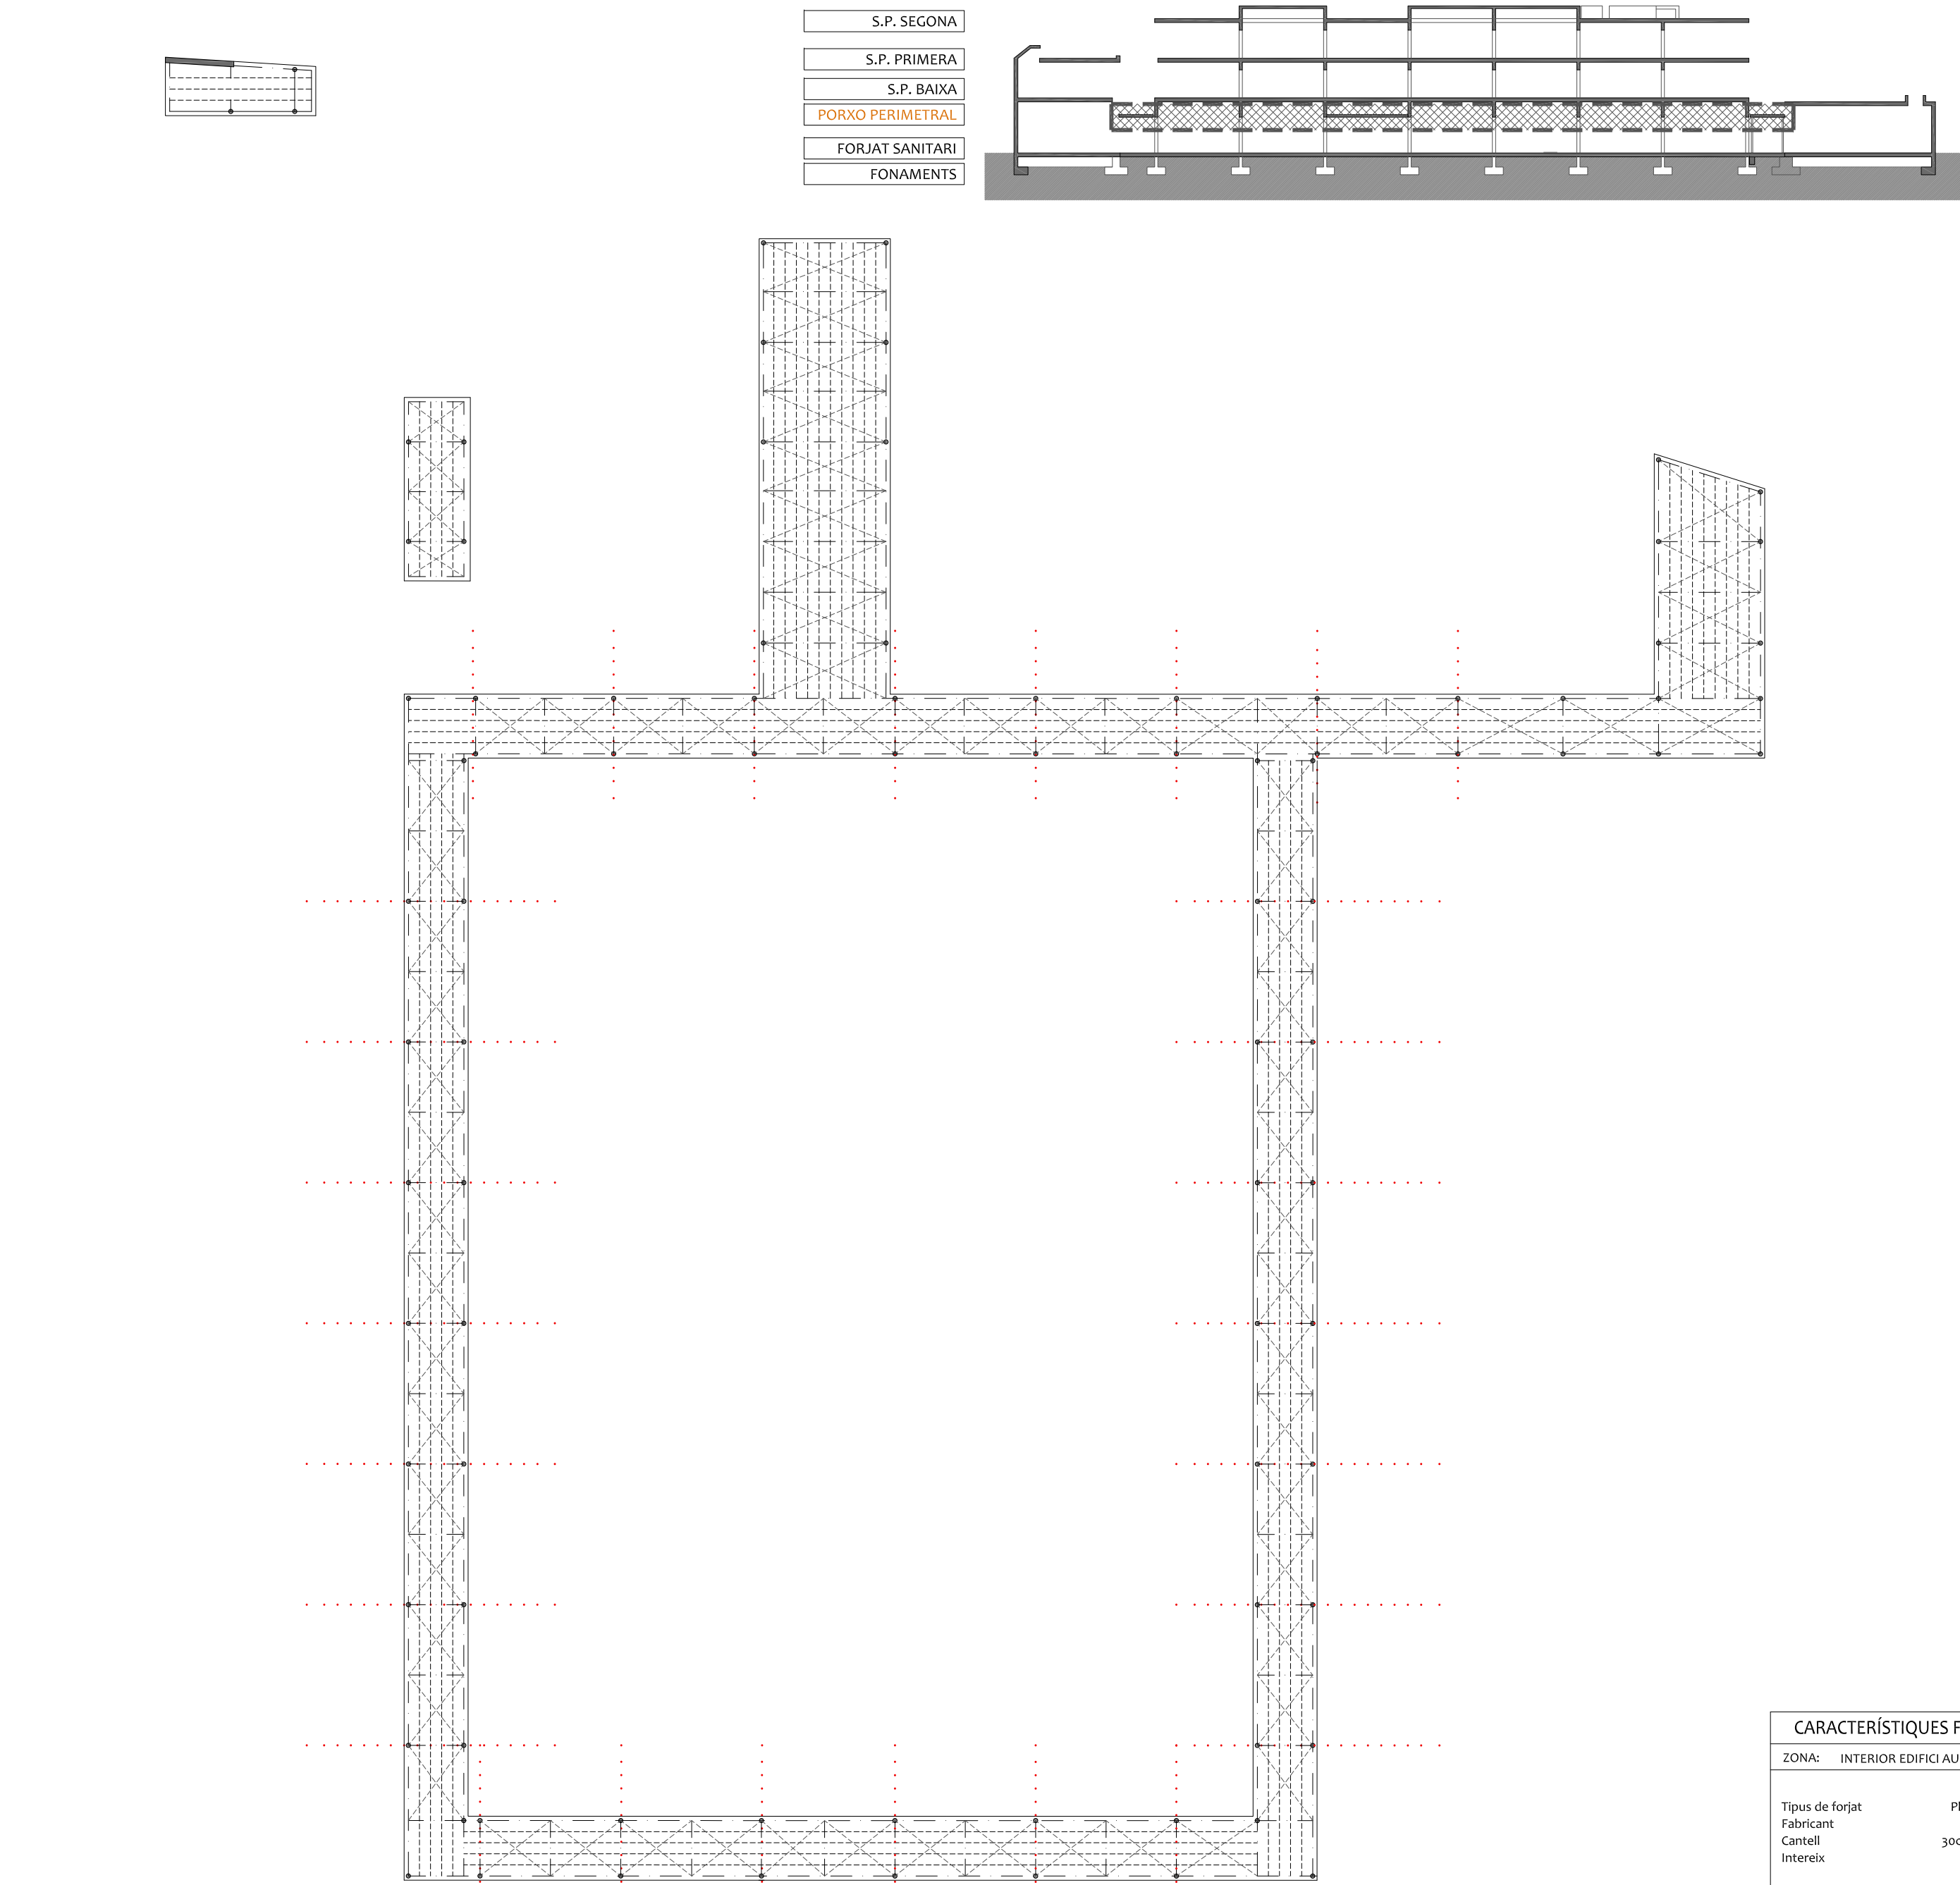 S.P. SEGONA
S.P. PRIMERA
S.P. BAIXA
PORXO PERIMETRAL
FORJAT SANITARI
FONAMENTS
CARACTERÍSTIQUES
ZONA: INTERIOR EDIFICI
Tipus de forjat
Fabricant
Cantell
Intereix